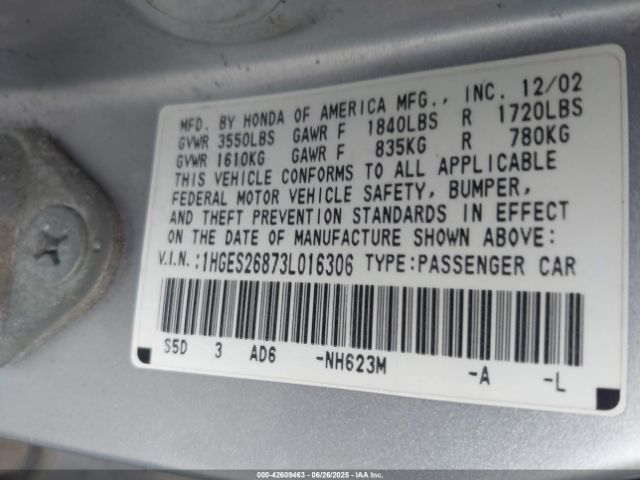 MFD. BY HONDA OF AMERICA MFG., INC. 12/02
GVWR 3550LBS GAWR F 1840LBS R 1720LBS
GVWR 1610KG GAWR F 835KG R 780KG
THIS VEHICLE CONFORMS TO ALL APPLICABLE
FEDERAL MOTOR VEHICLE SAFETY, BUMPER,
AND THEFT PREVENTION STANDARDS IN EFFECT
ON THE DATE OF MANUFACTURE SHOWN ABOVE:
V.I.N.:1HGES26873L016306 TYPE:PASSENGER CAR
S5D 3 AD6 -NH623M -A -L
000-42609463 - 06/26/2025 - IAAI.COM